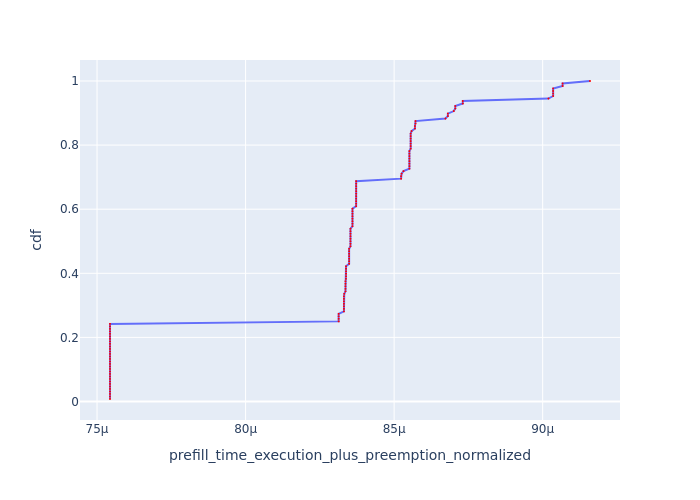 1
0.8
0.6
0.4
0.2
0
cdf
75μ
80μ
85μ
90μ
prefill_time_execution_plus_preemption_normalized